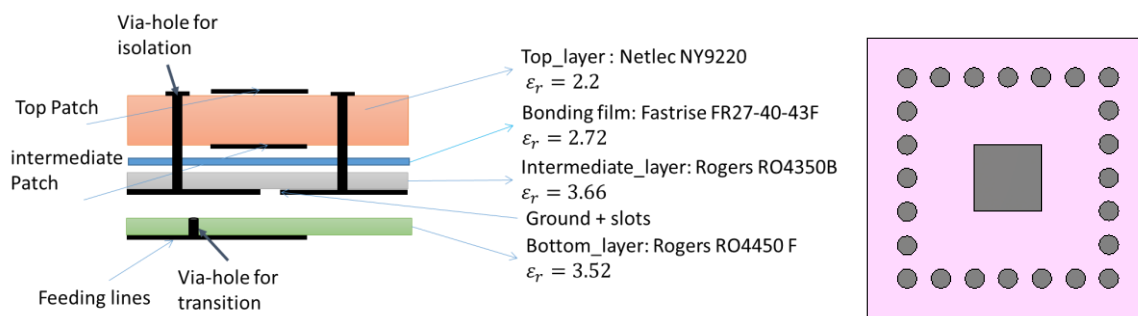 Via-hole for
isolation
Top Patch
intermediate
Patch
Feeding lines
Via-hole for
transition
Top_layer : Netlec NY9220
εr = 2.2
Bonding film: Fastrise FR27-40-43F
εr = 2.72
Intermediate_layer: Rogers RO4350B
εr = 3.66
Ground + slots
Bottom_layer: Rogers RO4450 F
εr = 3.52